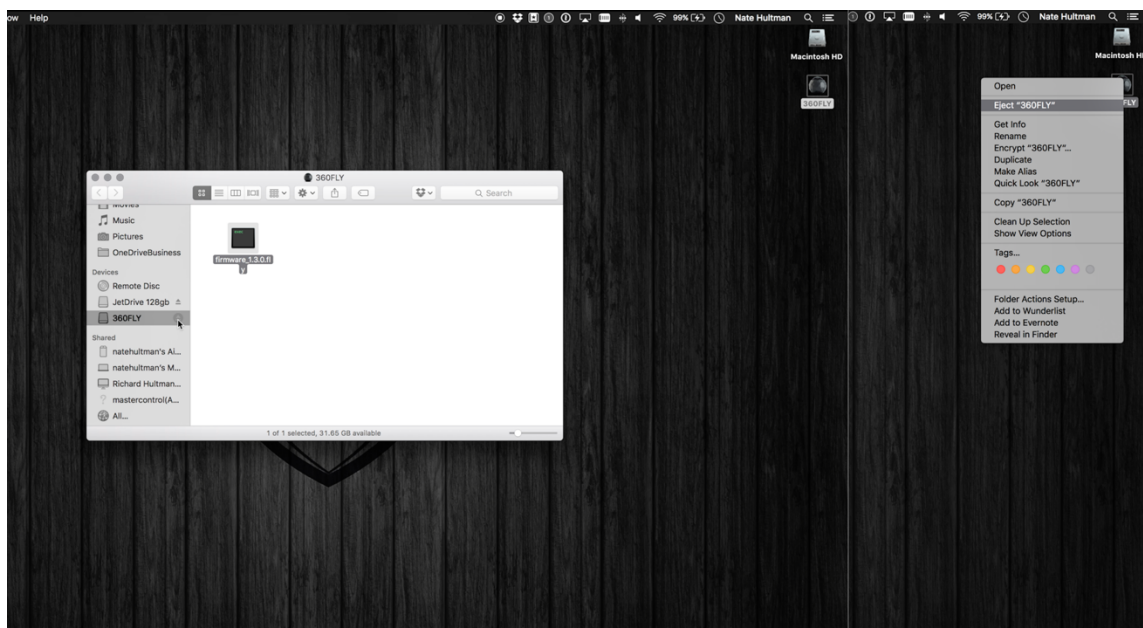 ow Help
99% Nate Hultman
99% Nate Hultman
Macintosh HD
360FLY
Macintosh H
FLY
Open
Eject "360FLY"
Get Info
Rename
Encrypt "360FLY"...
Duplicate
Make Alias
Quick Look "360FLY"
Copy "360FLY"
Clean Up Selection
Show View Options
Tags...
Folder Actions Setup...
Add to Wunderlist
Add to Evernote
Reveal in Finder
360FLY
Search
Movies
Music
Pictures
OneDriveBusiness
Devices
Remote Disc
JetDrive 128gb
360FLY
Shared
natehultman's Ai...
natehultman's M...
Richard Hultman...
mastercontrol(A...
All...
firmware_1.3.0.fl
y
1 of 1 selected, 31.65 GB available